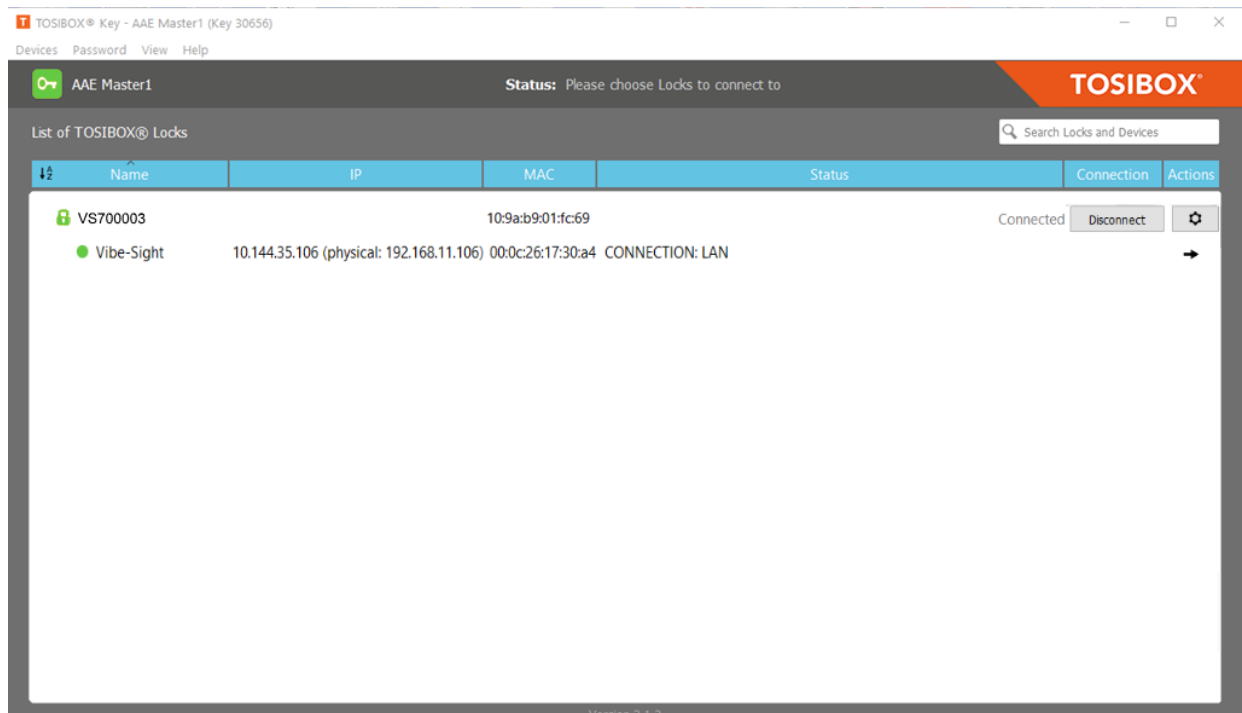 TOSIBOX® Key - AAE Master1 (Key 30656)
Devices Password View Help
AAE Master1 Status: Please choose Locks to connect to TOSIBOX®
List of TOSIBOX® Locks Search Locks and Devices
Name IP MAC Status Connection Actions
VS700003 10:9a:b9:01:fc:69 Connected Disconnect
Vibe-Sight 10.144.35.106 (physical: 192.168.11.106) 00:0c:26:17:30:a4 CONNECTION: LAN